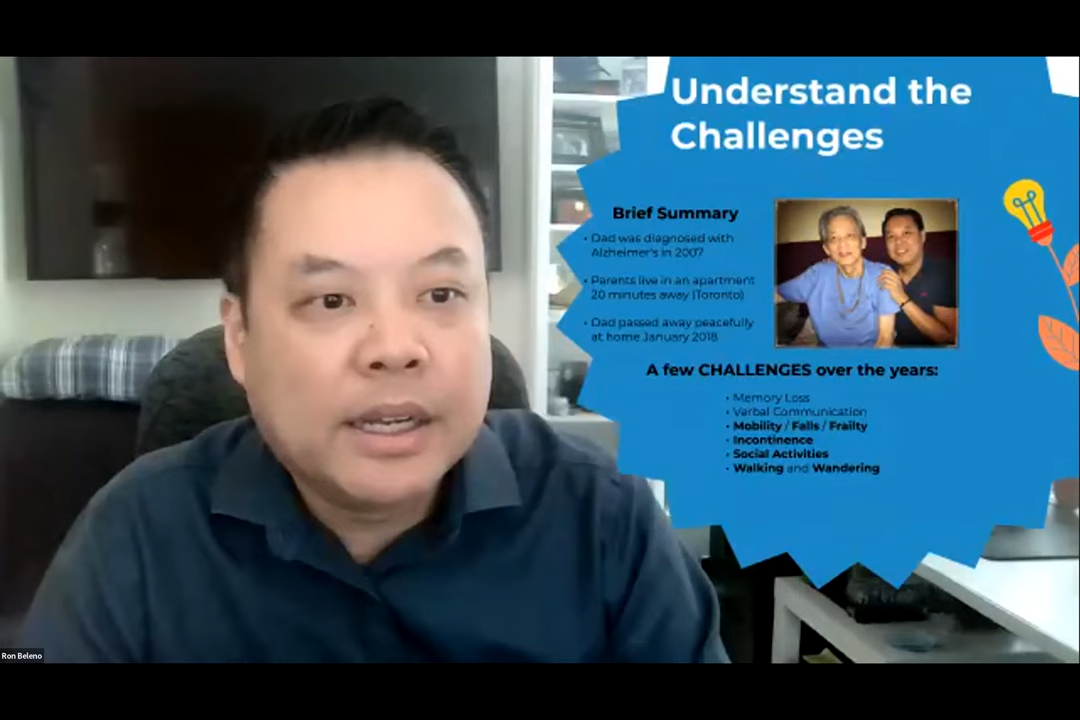 Understand the
Challenges
Brief Summary
• Dad was diagnosed with
Alzheimer's in 2007
• Parents live in an apartment
20 minutes away (Toronto)
• Dad passed away peacefully
at home January 2018
A few CHALLENGES over the years:
• Memory Loss
• Verbal Communication
• Mobility / Falls / Frailty
• Incontinence
• Social Activities
• Walking and Wandering
Ron Beleno